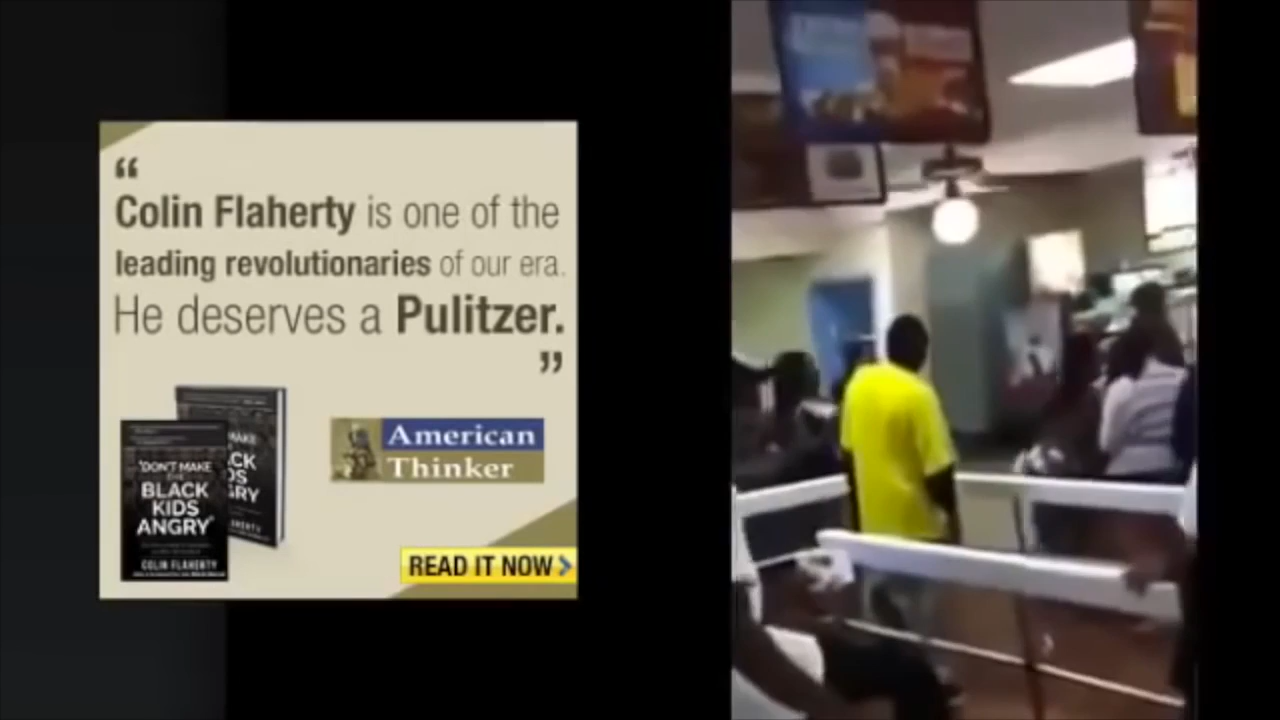 “
Colin Flaherty is one of the
leading revolutionaries of our era.
He deserves a Pulitzer.
”
American
Thinker
'DON'T MAKE
BLACK
KIDS
ANGRY'
COLIN FLAHERTY
READ IT NOW >